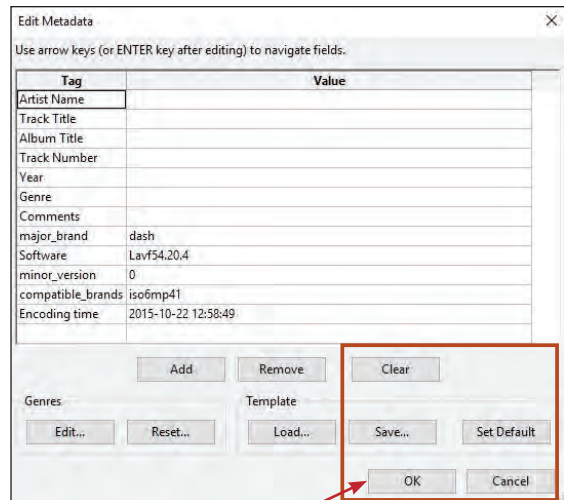 Edit Metadata
Use arrow keys (or ENTER key after editing) to navigate fields.
Tag Value
Artist Name
Track Title
Album Title
Track Number
Year
Genre
Comments
major_brand dash
Software Lavf54.20.4
minor_version 0
compatible_brands iso6mp41
Encoding time 2015-10-22 12:58:49
Add Remove Clear
Genres Template
Edit... Reset... Load... Save... Set Default
OK Cancel